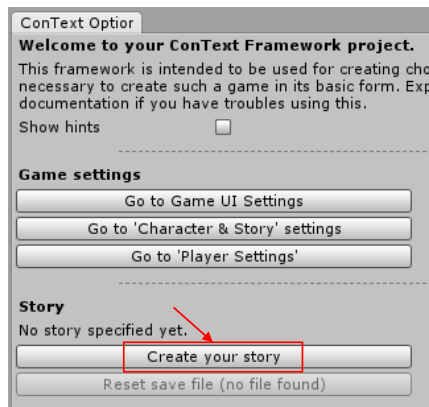 ConText Optior
Welcome to your ConText Framework project.
This framework is intended to be used for creating cho
necessary to create such a game in its basic form. Exp
documentation if you have troubles using this.
Show hints
Game settings
Go to Game UI Settings
Go to 'Character & Story' settings
Go to 'Player Settings'
Story
No story specified yet.
Create your story
Reset save file (no file found)